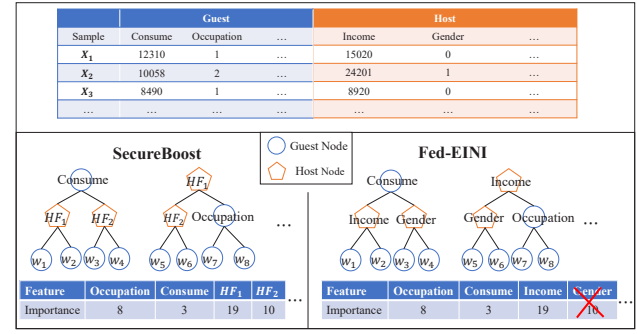 Guest Host
Sample Consume Occupation … Income Gender …
X₁ 12310 1 15020 0
X₂ 10058 2 … 24201 1 …
X₃ 8490 1 8920 0
… … … … … …
SecureBoost
Guest Node
Host Node
Fed-EINI
Consume
HF₁ HF₂
w₁ w₂ w₃ w₄
HF₁
HF₂ Occupation
w₅ w₆ w₇ w₈
…
Consume
Income Gender
w₁ w₂ w₃ w₄
Income
Gender Occupation
w₅ w₆ w₇ w₈
…
Feature Occupation Consume HF₁ HF₂
Importance 8 3 19 10
…
Feature Occupation Consume Income Gender
Importance 8 3 19 10
…